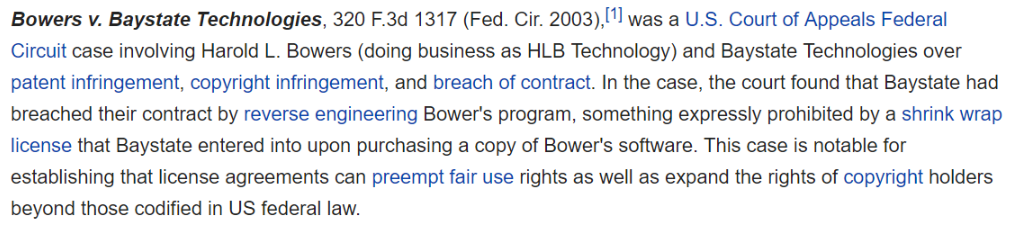 Bowers v. Baystate Technologies, 320 F.3d 1317 (Fed. Cir. 2003),[1] was a U.S. Court of Appeals Federal
Circuit case involving Harold L. Bowers (doing business as HLB Technology) and Baystate Technologies over
patent infringement, copyright infringement, and breach of contract. In the case, the court found that Baystate had
breached their contract by reverse engineering Bower's program, something expressly prohibited by a shrink wrap
license that Baystate entered into upon purchasing a copy of Bower's software. This case is notable for
establishing that license agreements can preempt fair use rights as well as expand the rights of copyright holders
beyond those codified in US federal law.